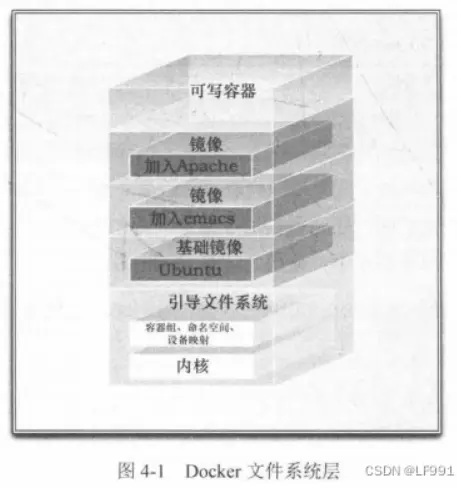 可写容器
镜像
加入Apache
镜像
加入emacs
基础镜像
Ubuntu
引导文件系统
容器组、命名空间、
设备映射
内核
图 4-1 Docker 文件系统层
CSDN @LF991